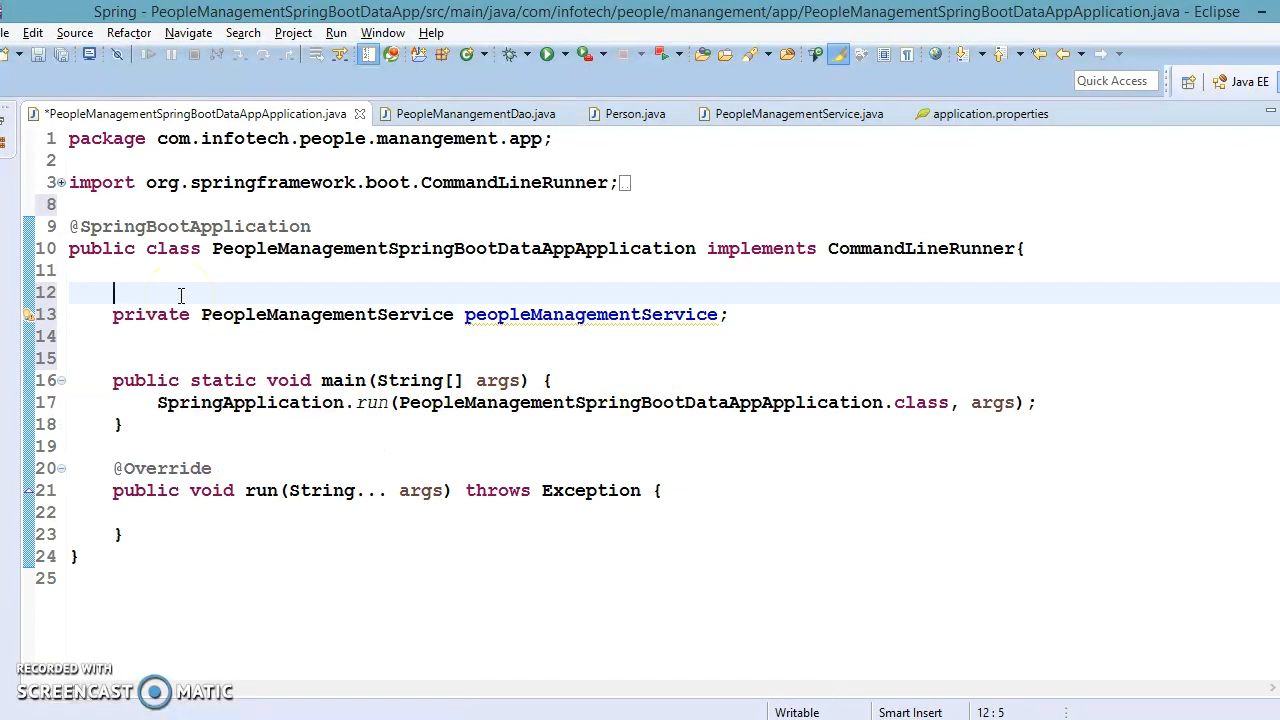 Spring - PeopleManagementSpringBootDataApp/src/main/java/com/infotech/people/mangement/app/PeopleManagementSpringBootDataAppApplication.java - Eclipse
le Edit Source Refactor Navigate Search Project Run Window Help
Quick Access Java EE
*PeopleManagementSpringBootDataAppApplication.java PeopleManangementDao.java Person.java PeopleManagementService.java application.properties
1 package com.infotech.people.manangement.app;
2
3 import org.springframework.boot.CommandLineRunner;
8
9 @SpringBootApplication
10 public class PeopleManagementSpringBootDataAppApplication implements CommandLineRunner{
11
12
13 private PeopleManagementService peopleManagementService;
14
15
16 public static void main(String[] args) {
17 SpringApplication.run(PeopleManagementSpringBootDataAppApplication.class, args);
18 }
19
20 @Override
21 public void run(String... args) throws Exception {
22
23 }
24 }
25
RECORDED WITH
SCREENCAST MATIC
Writable Smart Insert 12 : 5